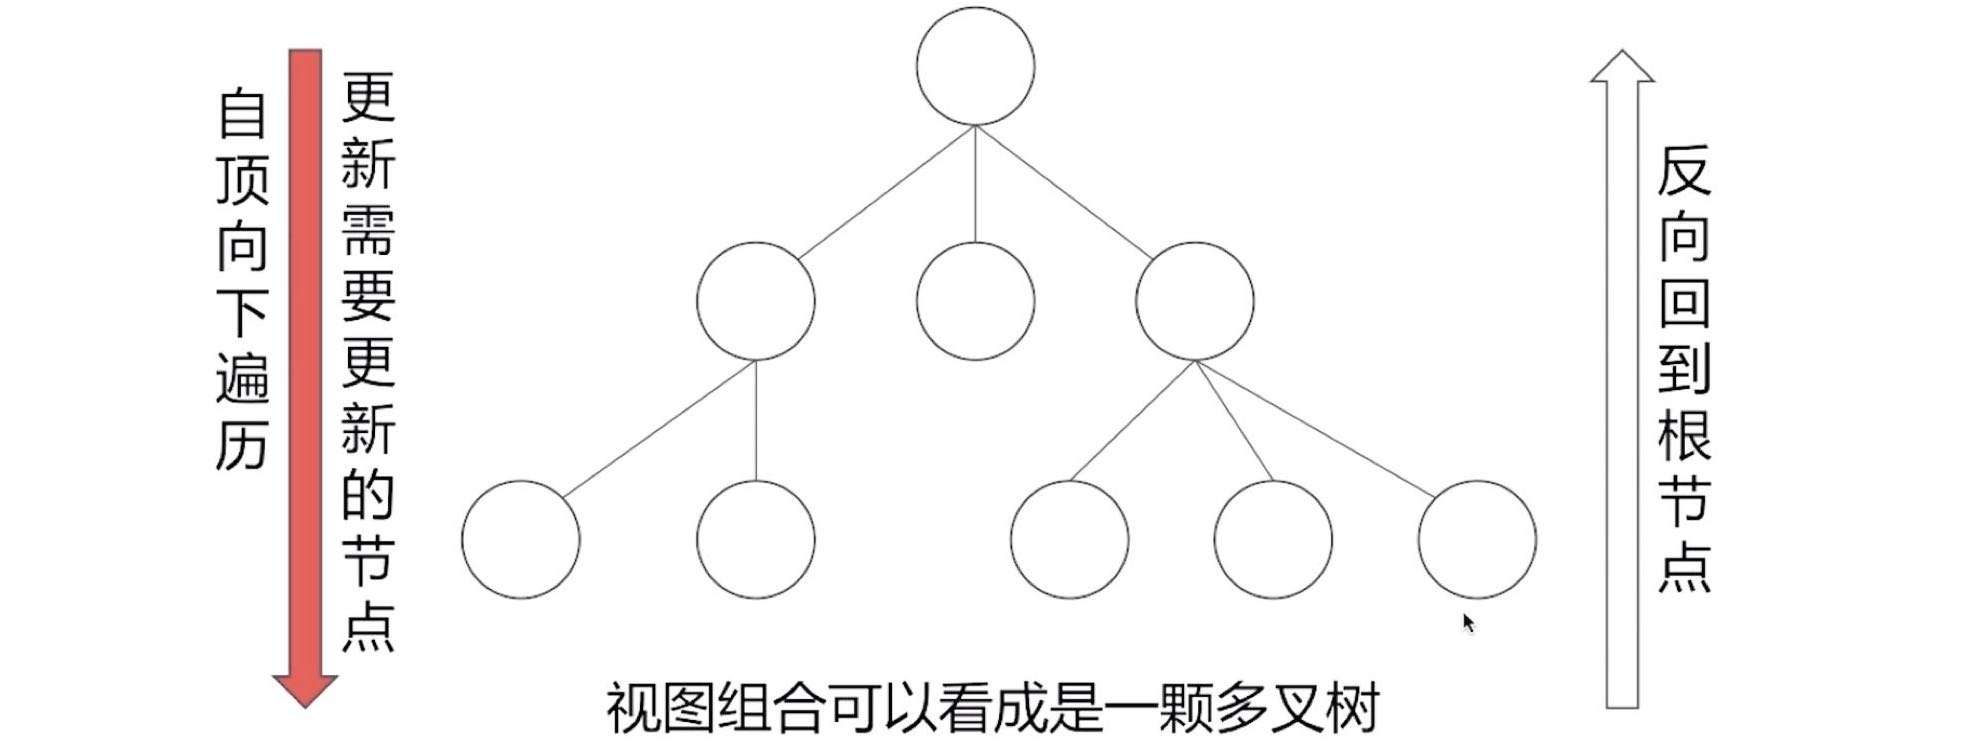 自顶向下遍历
更新需要更新的节点
反向回到根节点
视图组合可以看成是一颗多叉树